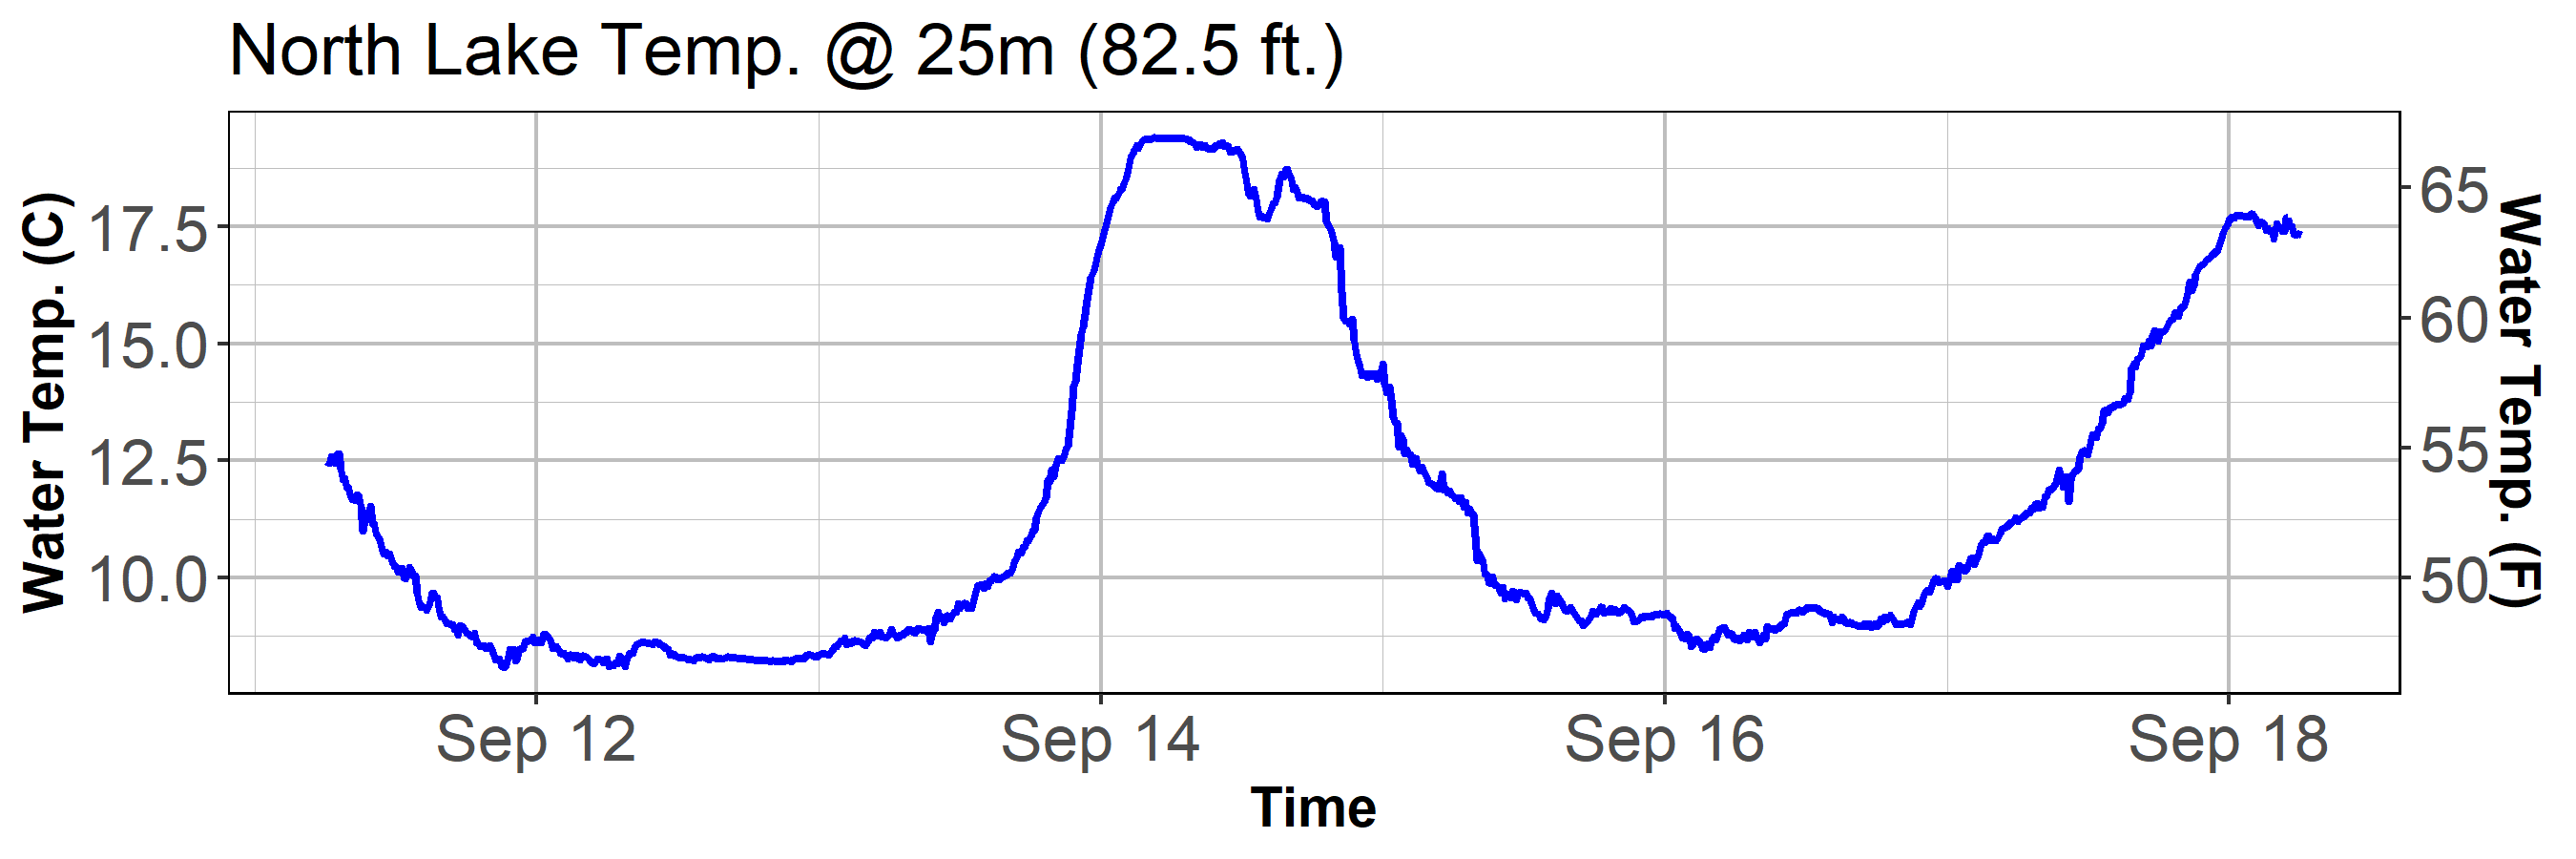 North Lake Temp. @ 25m (82.5 ft.)
Water Temp. (C)
17.5
15.0
12.5
10.0
65
60
55
50
Water Temp. (F)
Sep 12
Sep 14
Sep 16
Sep 18
Time